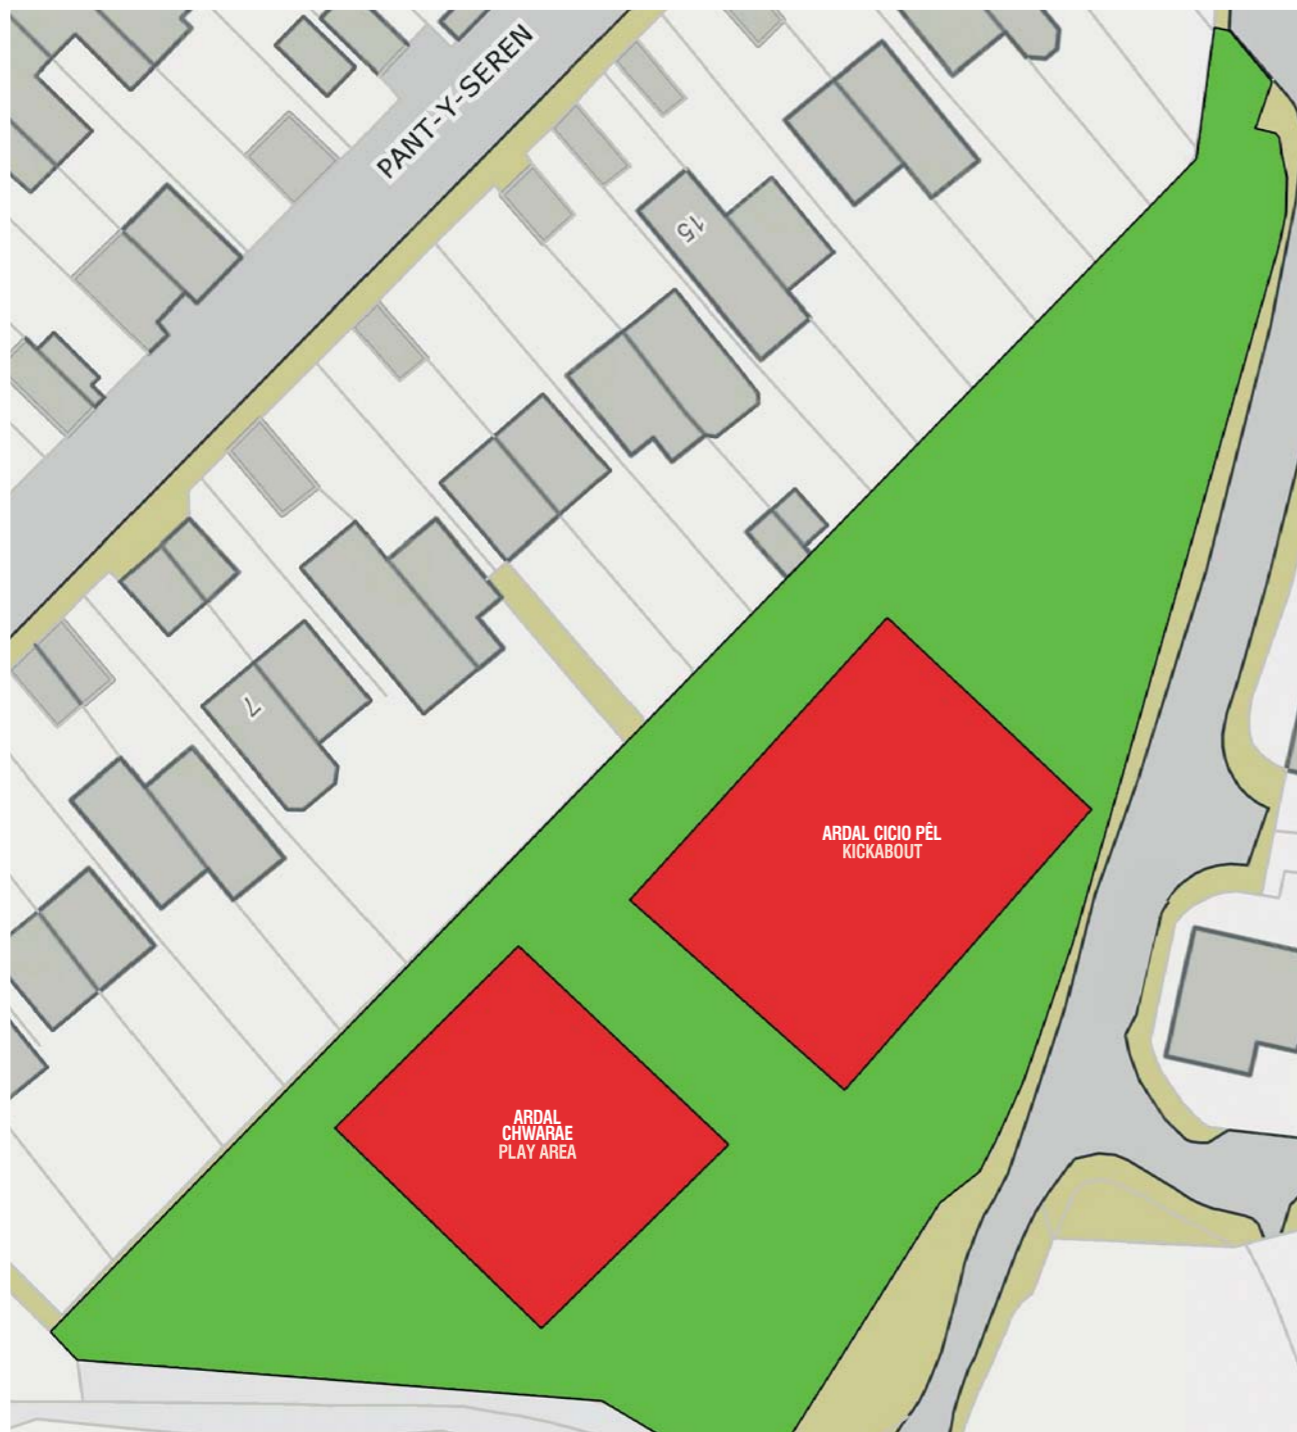 PANT-Y-SEREN
15
7
ARDAL CICIO PÊL
KICKABOUT
ARDAL
CHWARAE
PLAY AREA